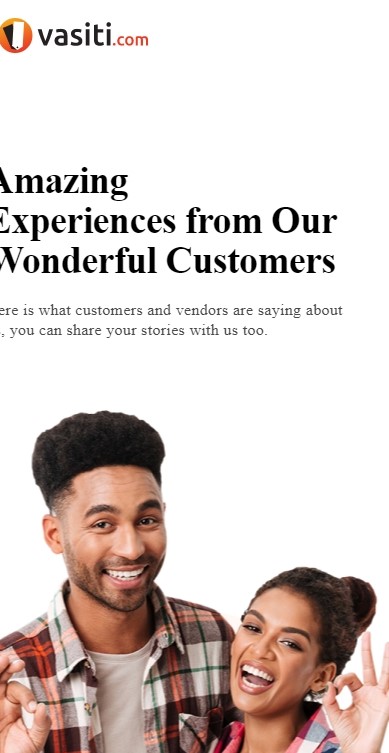 vasiti.com
Amazing
Experiences from Our
Wonderful Customers
ere is what customers and vendors are saying about
, you can share your stories with us too.